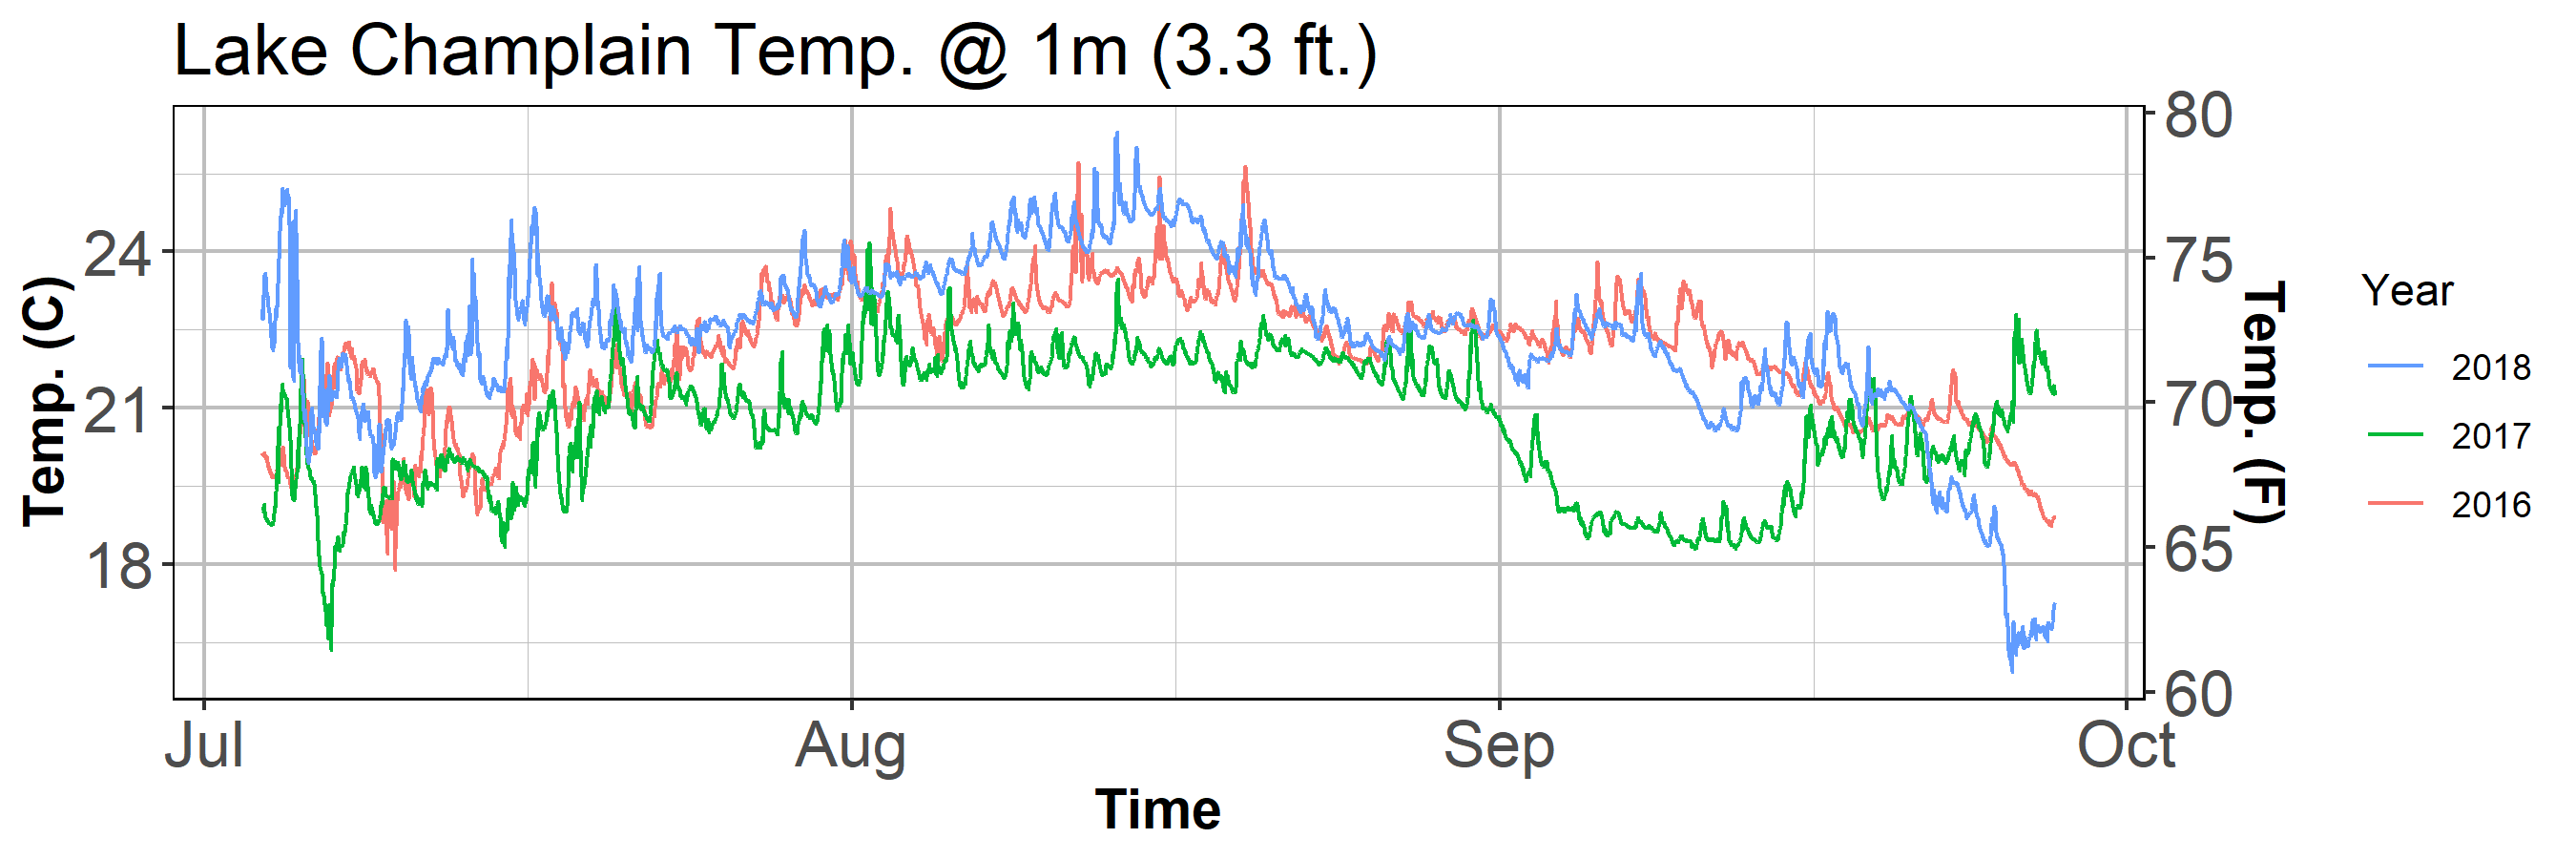 Lake Champlain Temp. @ 1m (3.3 ft.)
Temp. (C)
24
21
18
80
75
70
65
60
Temp. (F)
Jul
Aug
Sep
Oct
Time
Year
2018
2017
2016